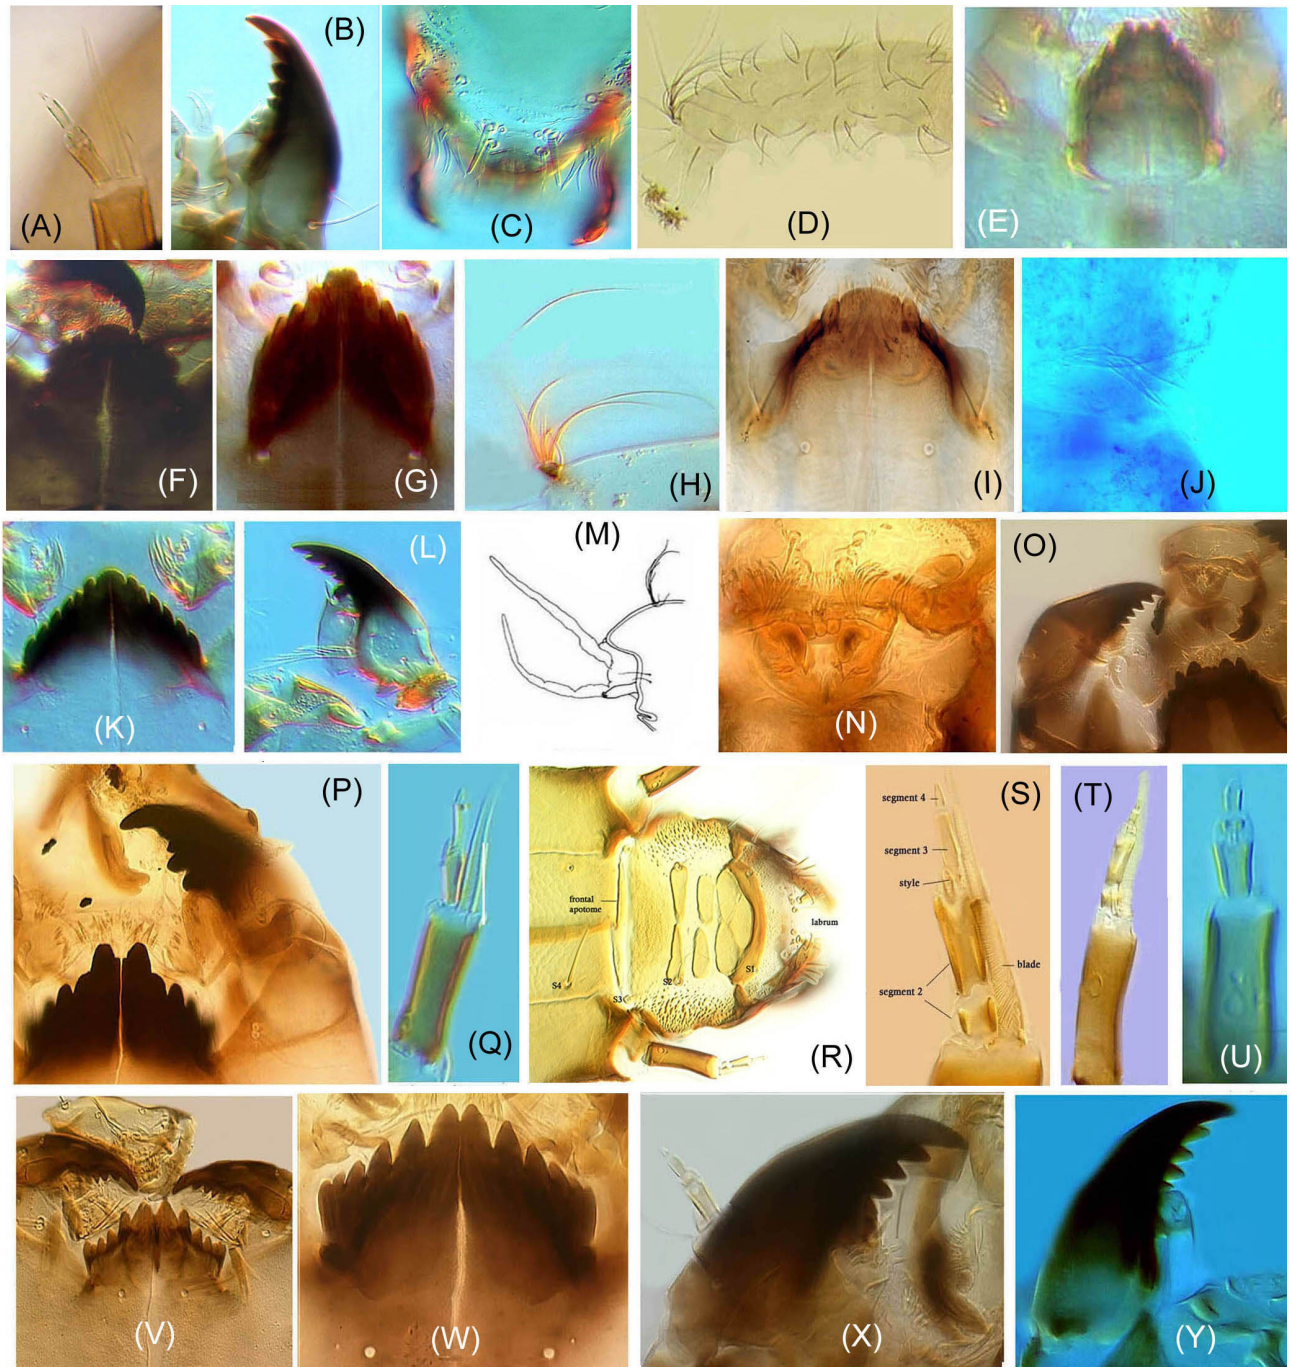 (A)
(B)
(C)
(D)
(E)
(F)
(G)
(H)
(I)
(J)
(K)
(L)
(M)
(N)
(O)
(P)
(Q)
frontal
apotome
S4
S3
S2
S1
labrum
(R)
(S)
segment 4
segment 3
style
segment 2
blade
(T)
(U)
(V)
(W)
(X)
(Y)